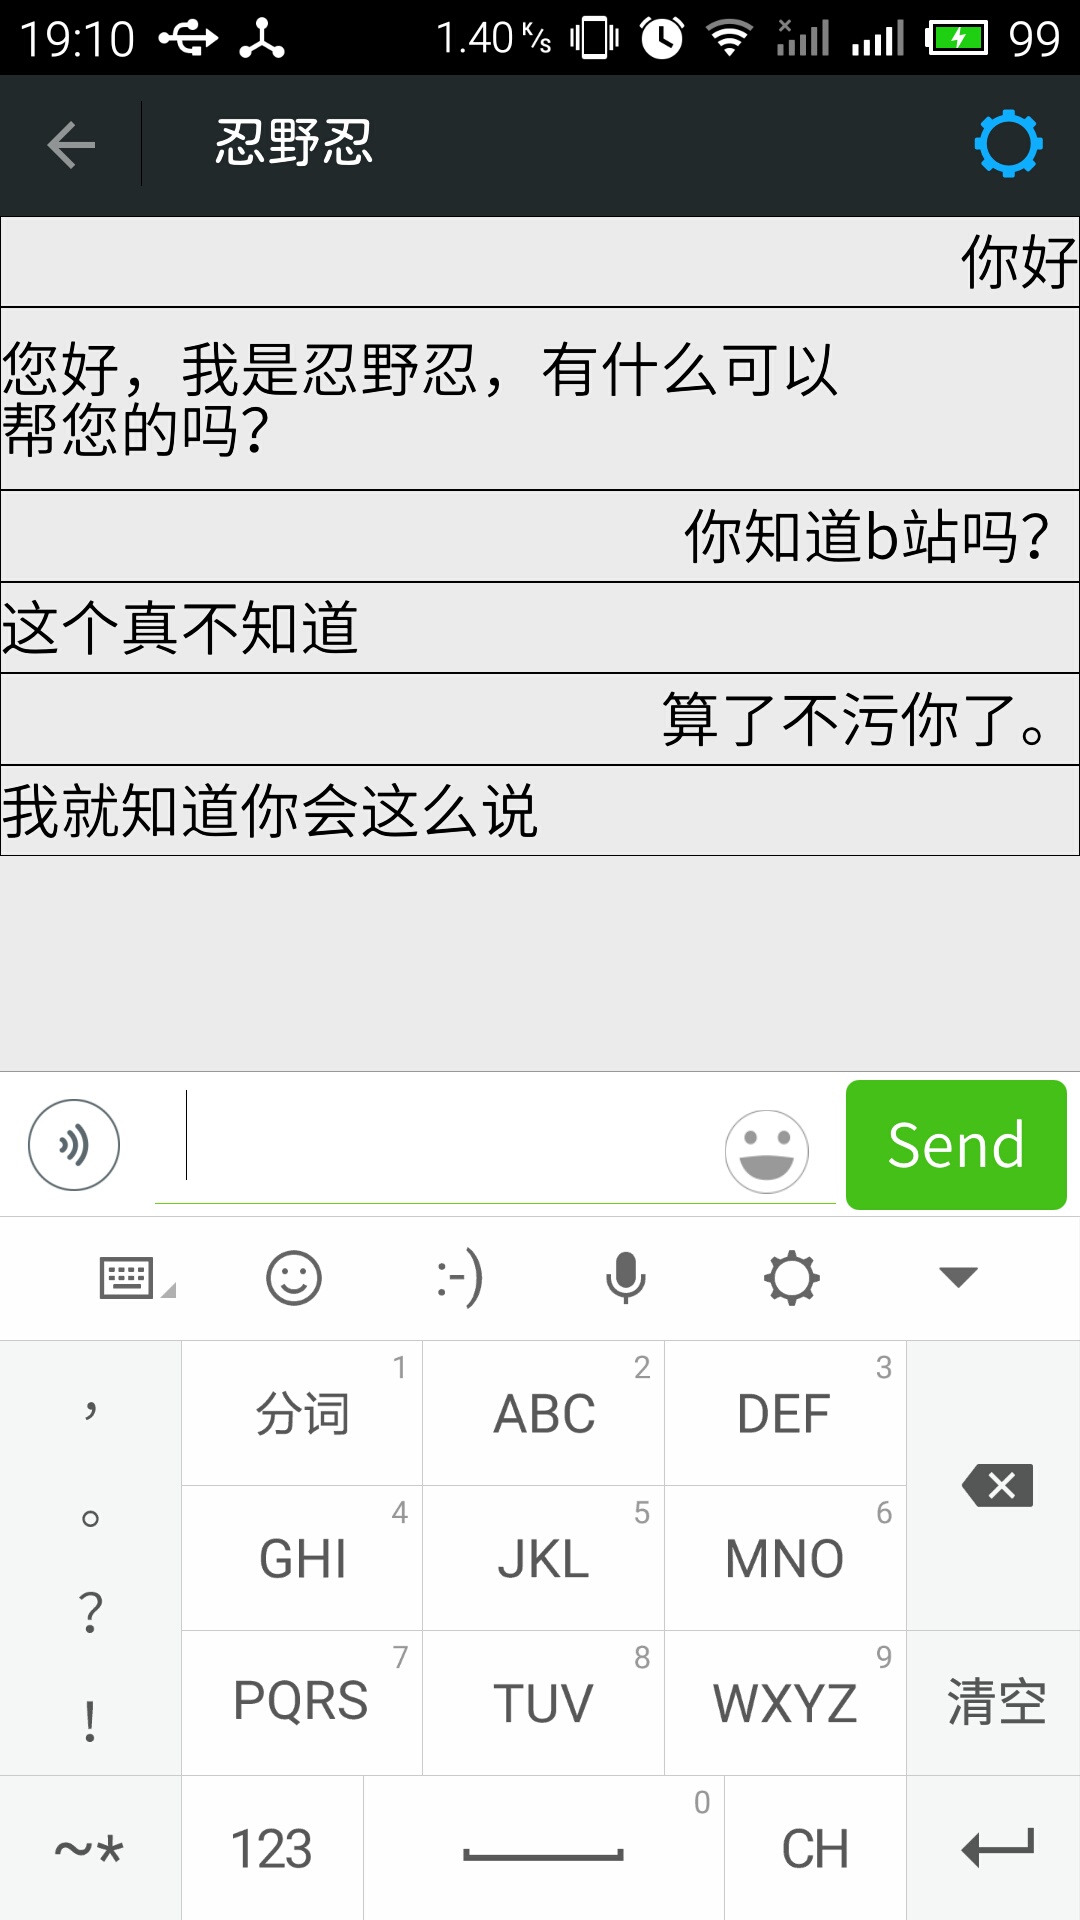 19:10 1.40 K/s 99
忍野忍
你好
您好，我是忍野忍，有什么可以
帮您的吗？
你知道b站吗？
这个真不知道
算了不污你了。
我就知道你会这么说
Send
:-)
， 分词 1 ABC 2 DEF 3
。 GHI 4 JKL 5 MNO 6
？ PQRS 7 TUV 8 WXYZ 9 清空
！
~* 123 0 CH